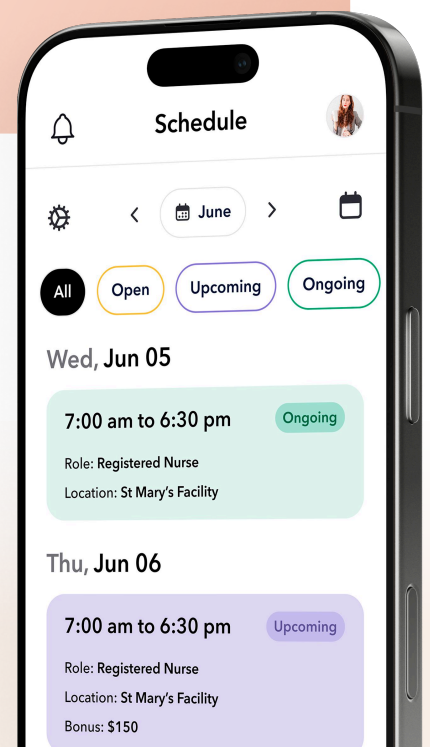 Schedule
June
All
Open
Upcoming
Ongoing
Wed, Jun 05
7:00 am to 6:30 pm
Ongoing
Role: Registered Nurse
Location: St Mary's Facility
Thu, Jun 06
7:00 am to 6:30 pm
Upcoming
Role: Registered Nurse
Location: St Mary's Facility
Bonus: $150